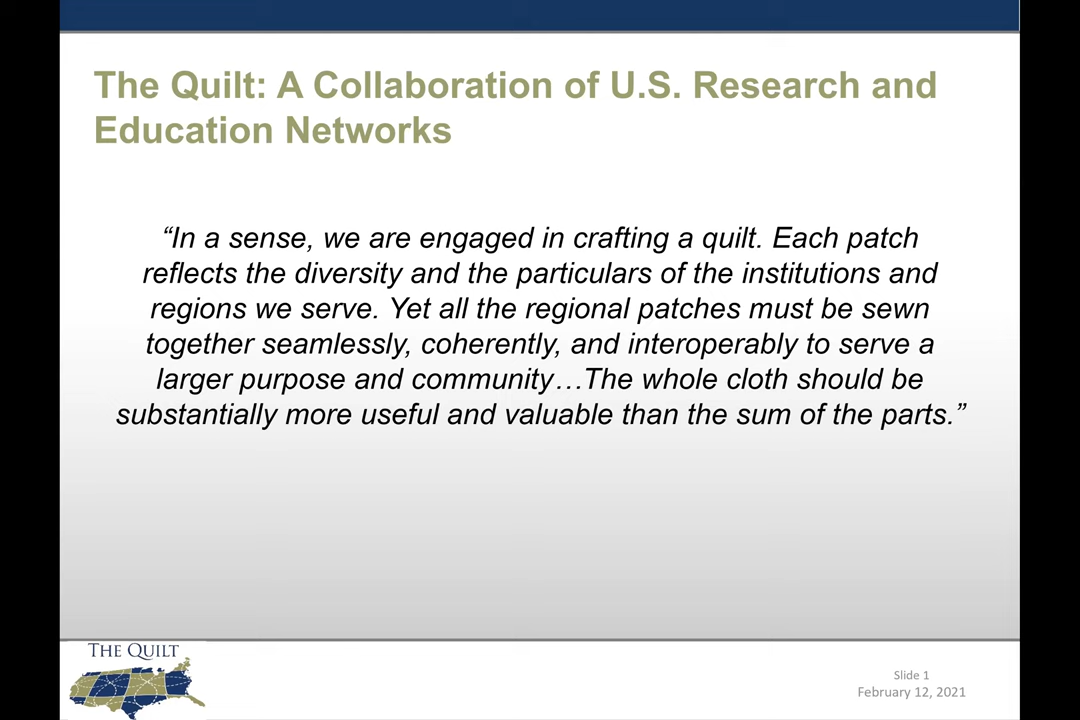 The Quilt: A Collaboration of U.S. Research and
Education Networks
“In a sense, we are engaged in crafting a quilt. Each patch
reflects the diversity and the particulars of the institutions and
regions we serve. Yet all the regional patches must be sewn
together seamlessly, coherently, and interoperably to serve a
larger purpose and community…The whole cloth should be
substantially more useful and valuable than the sum of the parts.”
THE QUILT
Slide 1
February 12, 2021